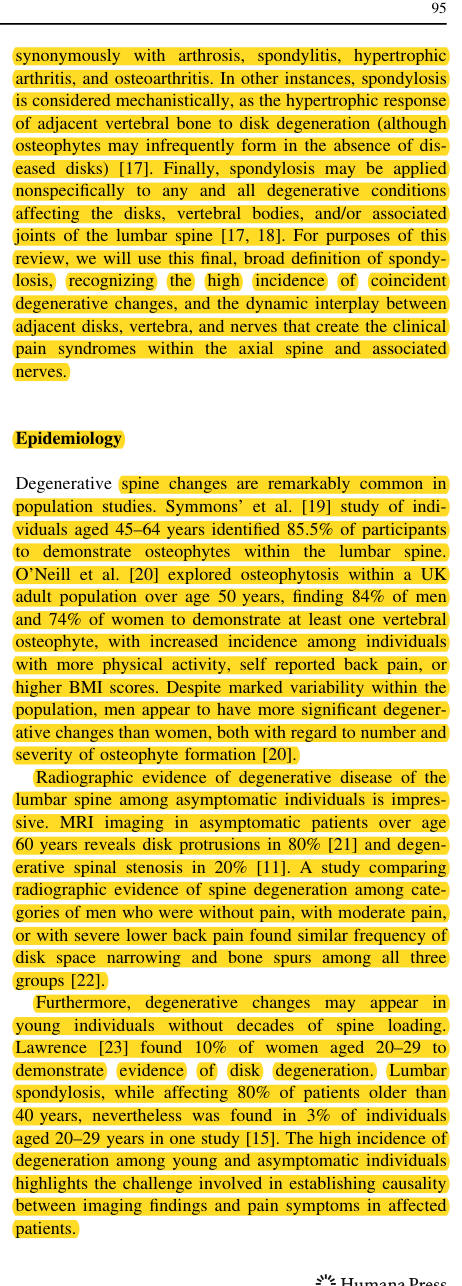 95
synonymously with arthrosis, spondylitis, hypertrophic
arthritis, and osteoarthritis. In other instances, spondylosis
is considered mechanistically, as the hypertrophic response
of adjacent vertebral bone to disk degeneration (although
osteophytes may infrequently form in the absence of dis-
eased disks) [17]. Finally, spondylosis may be applied
nonspecifically to any and all degenerative conditions
affecting the disks, vertebral bodies, and/or associated
joints of the lumbar spine [17, 18]. For purposes of this
review, we will use this final, broad definition of spondy-
losis, recognizing the high incidence of coincident
degenerative changes, and the dynamic interplay between
adjacent disks, vertebra, and nerves that create the clinical
pain syndromes within the axial spine and associated
nerves.
Epidemiology
Degenerative spine changes are remarkably common in
population studies. Symmons' et al. [19] study of indi-
viduals aged 45–64 years identified 85.5% of participants
to demonstrate osteophytes within the lumbar spine.
O'Neill et al. [20] explored osteophytosis within a UK
adult population over age 50 years, finding 84% of men
and 74% of women to demonstrate at least one vertebral
osteophyte, with increased incidence among individuals
with more physical activity, self reported back pain, or
higher BMI scores. Despite marked variability within the
population, men appear to have more significant degener-
ative changes than women, both with regard to number and
severity of osteophyte formation [20].
Radiographic evidence of degenerative disease of the
lumbar spine among asymptomatic individuals is impres-
sive. MRI imaging in asymptomatic patients over age
60 years reveals disk protrusions in 80% [21] and degen-
erative spinal stenosis in 20% [11]. A study comparing
radiographic evidence of spine degeneration among cate-
gories of men who were without pain, with moderate pain,
or with severe lower back pain found similar frequency of
disk space narrowing and bone spurs among all three
groups [22].
Furthermore, degenerative changes may appear in
young individuals without decades of spine loading.
Lawrence [23] found 10% of women aged 20–29 to
demonstrate evidence of disk degeneration. Lumbar
spondylosis, while affecting 80% of patients older than
40 years, nevertheless was found in 3% of individuals
aged 20–29 years in one study [15]. The high incidence of
degeneration among young and asymptomatic individuals
highlights the challenge involved in establishing causality
between imaging findings and pain symptoms in affected
patients.
Humana Press